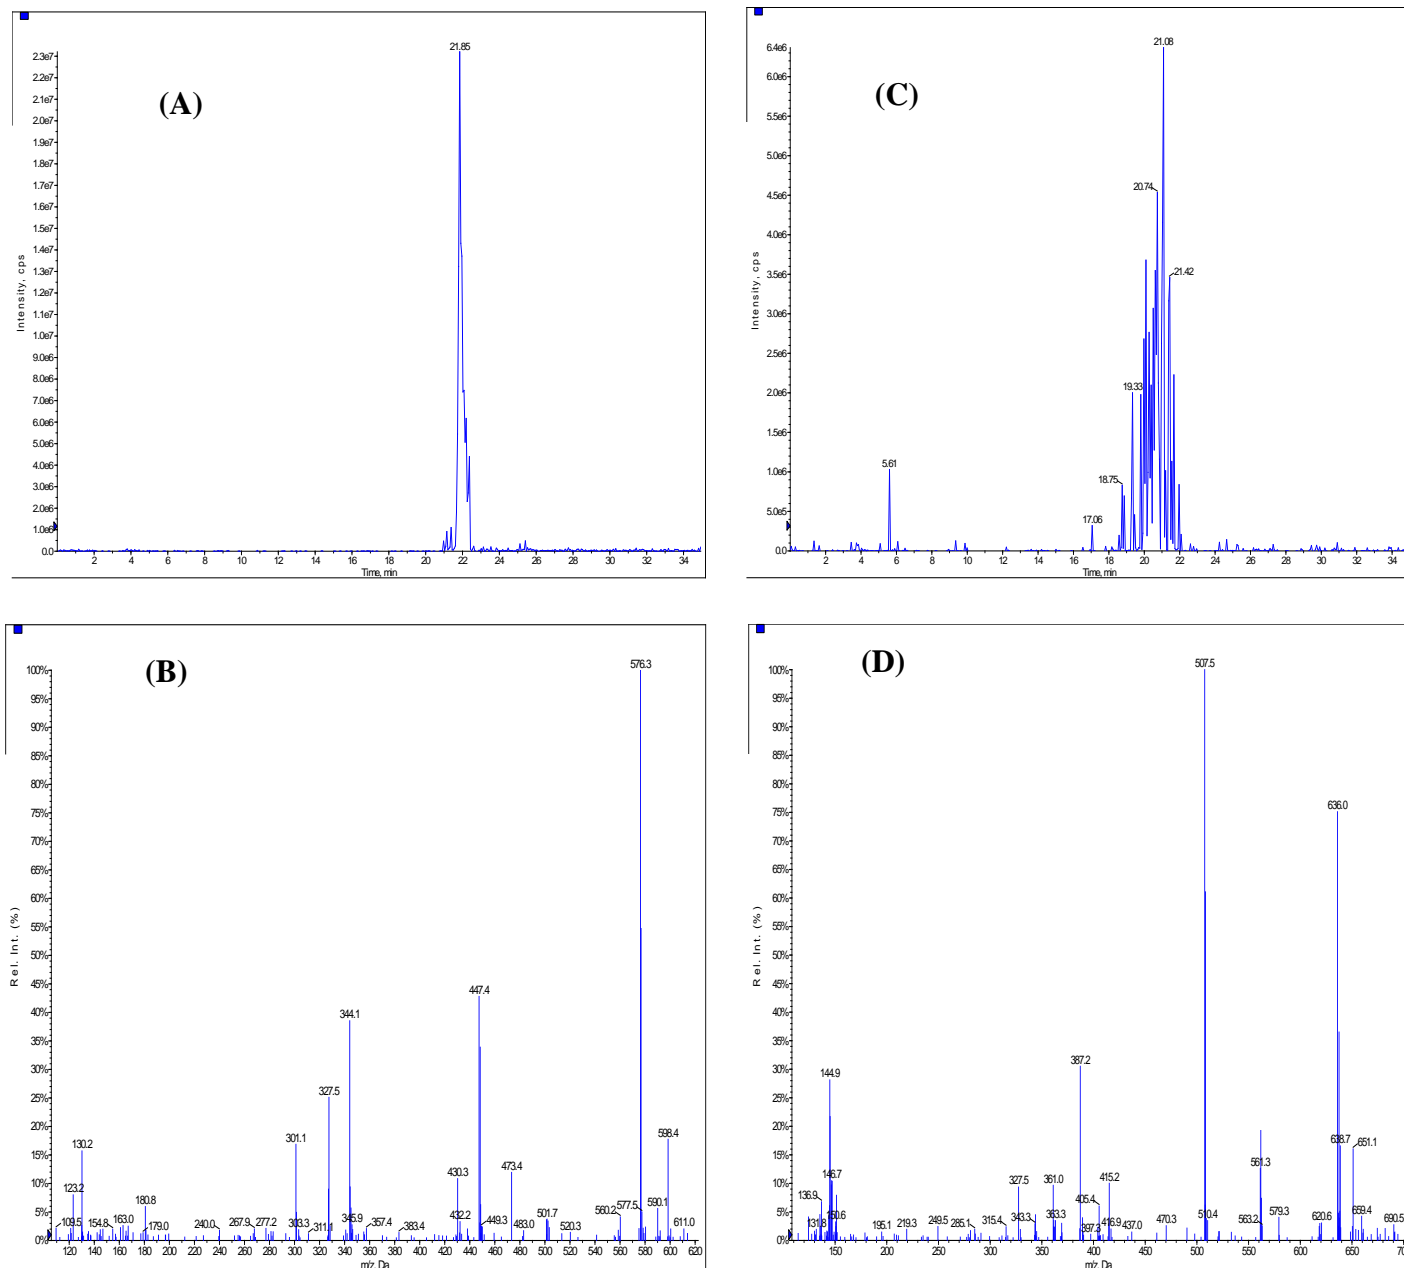 (A)
21.85
2.3e7
2.2e7
2.1e7
2.0e7
1.9e7
1.8e7
1.7e7
1.6e7
1.5e7
1.4e7
1.3e7
1.2e7
1.1e7
1.0e7
9.0e6
8.0e6
7.0e6
6.0e6
5.0e6
4.0e6
3.0e6
2.0e6
1.0e6
0.0
Intensity, cps
2 4 6 8 10 12 14 16 18 20 22 24 26 28 30 32 34
Time, min
(C)
21.08
20.74
21.42
19.33
18.75
5.61
17.06
6.4e6
6.0e6
5.5e6
5.0e6
4.5e6
4.0e6
3.5e6
3.0e6
2.5e6
2.0e6
1.5e6
1.0e6
5.0e5
0.0
Intensity, cps
2 4 6 8 10 12 14 16 18 20 22 24 26 28 30 32 34
Time, min
(B)
576.3
447.4
344.1
327.5
598.4
301.1
130.2
473.4
430.3
123.2
180.8
590.1
577.5
560.2
501.7
345.9
432.2
163.0
109.5 154.8 179.0 240.0 267.9 277.2 303.3 311.1 357.4 383.4 449.3 483.0 520.3 611.0
100%
95%
90%
85%
80%
75%
70%
65%
60%
55%
50%
45%
40%
35%
30%
25%
20%
15%
10%
5%
0%
Rel. Int. (%)
120 140 160 180 200 220 240 260 280 300 320 340 360 380 400 420 440 460 480 500 520 540 560 580 600 620
m/z, Da
(D)
507.5
636.0
387.2
144.9
638.7
651.1
561.3
146.7
415.2
361.0
327.5
136.9
405.4
579.3
659.4
131.8 150.6 195.1 219.3 249.5 285.1 315.4 343.3 363.3 397.3 416.9 437.0 470.3 510.4 563.2 620.6 690.5
100%
95%
90%
85%
80%
75%
70%
65%
60%
55%
50%
45%
40%
35%
30%
25%
20%
15%
10%
5%
0%
Rel. Int. (%)
150 200 250 300 350 400 450 500 550 600 650
m/z, Da